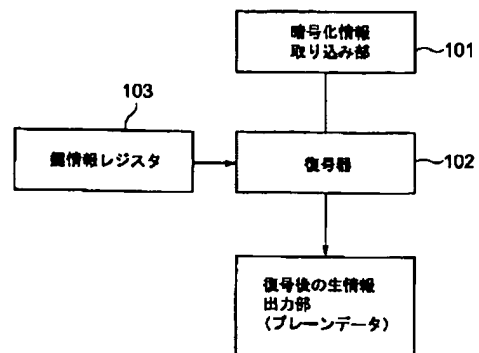 暗号化情報
取り込み部
101
103
鍵情報レジスタ
復号器
102
復号後の生情報
出力部
(プレーンデータ)